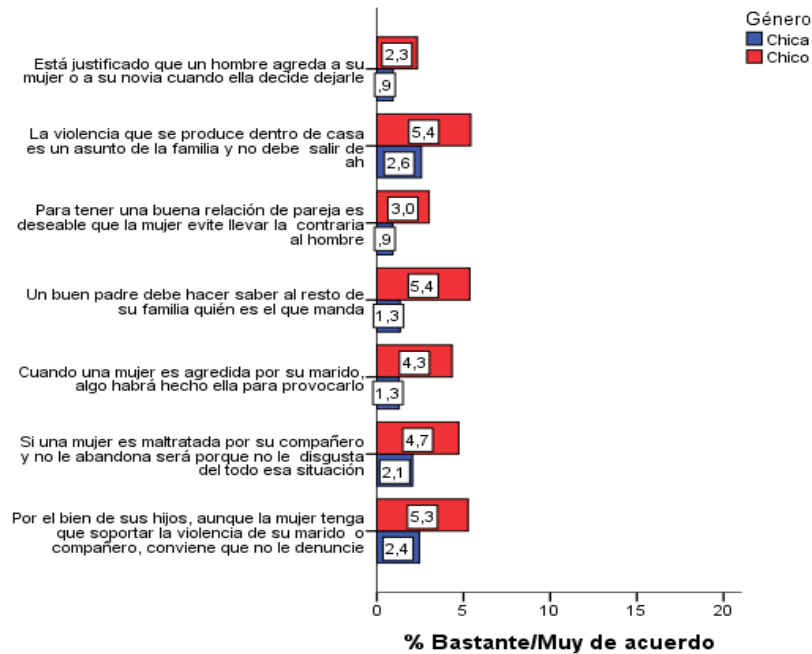 Género
Chica
Chico
Está justificado que un hombre agreda a su
mujer o a su novia cuando ella decide dejarle
2,3
,9
La violencia que se produce dentro de casa
es un asunto de la familia y no debe salir de
ah
5,4
2,6
Para tener una buena relación de pareja es
deseable que la mujer evite llevar la contraria
al hombre
3,0
,9
Un buen padre debe hacer saber al resto de
su familia quién es el que manda
5,4
1,3
Cuando una mujer es agredida por su marido,
algo habrá hecho ella para provocarlo
4,3
1,3
Si una mujer es maltratada por su compañero
y no le abandona será porque no le disgusta
del todo esa situación
4,7
2,1
Por el bien de sus hijos, aunque la mujer tenga
que soportar la violencia de su marido o
compañero, conviene que no le denuncie
5,3
2,4
0 5 10 15 20
% Bastante/Muy de acuerdo